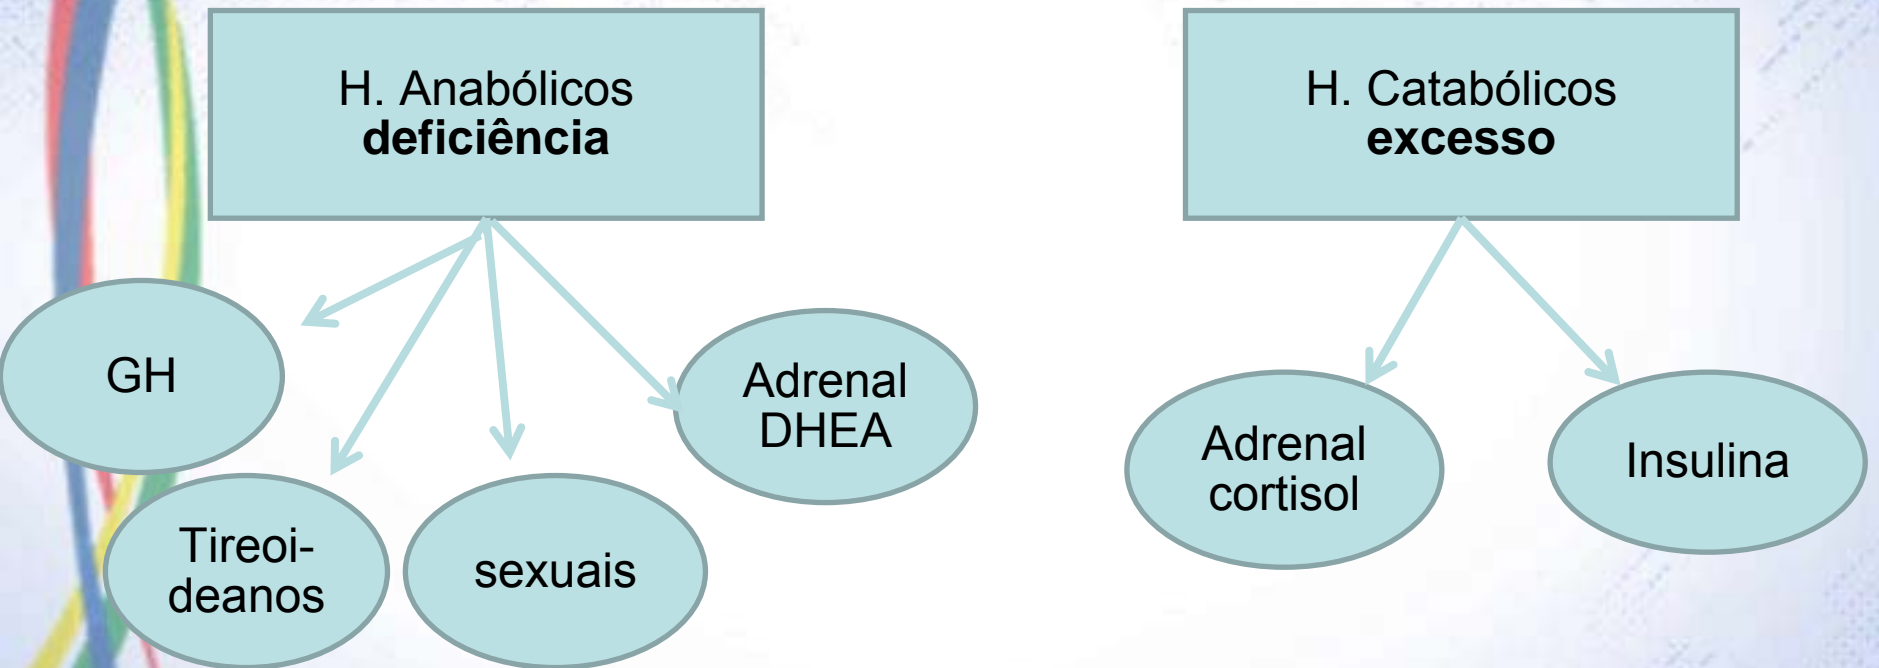 H. Anabólicos
deficiência
H. Catabólicos
excesso
GH
Tireoi-
deanos
sexuais
Adrenal
DHEA
Adrenal
cortisol
Insulina